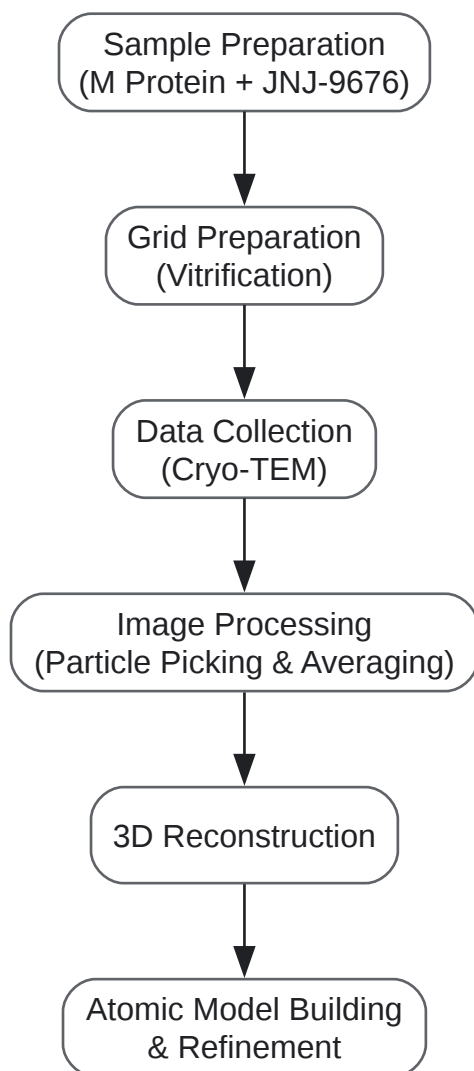 Sample Preparation
(M Protein + JNJ-9676)
Grid Preparation
(Vitrification)
Data Collection
(Cryo-TEM)
Image Processing
(Particle Picking & Averaging)
3D Reconstruction
Atomic Model Building
& Refinement